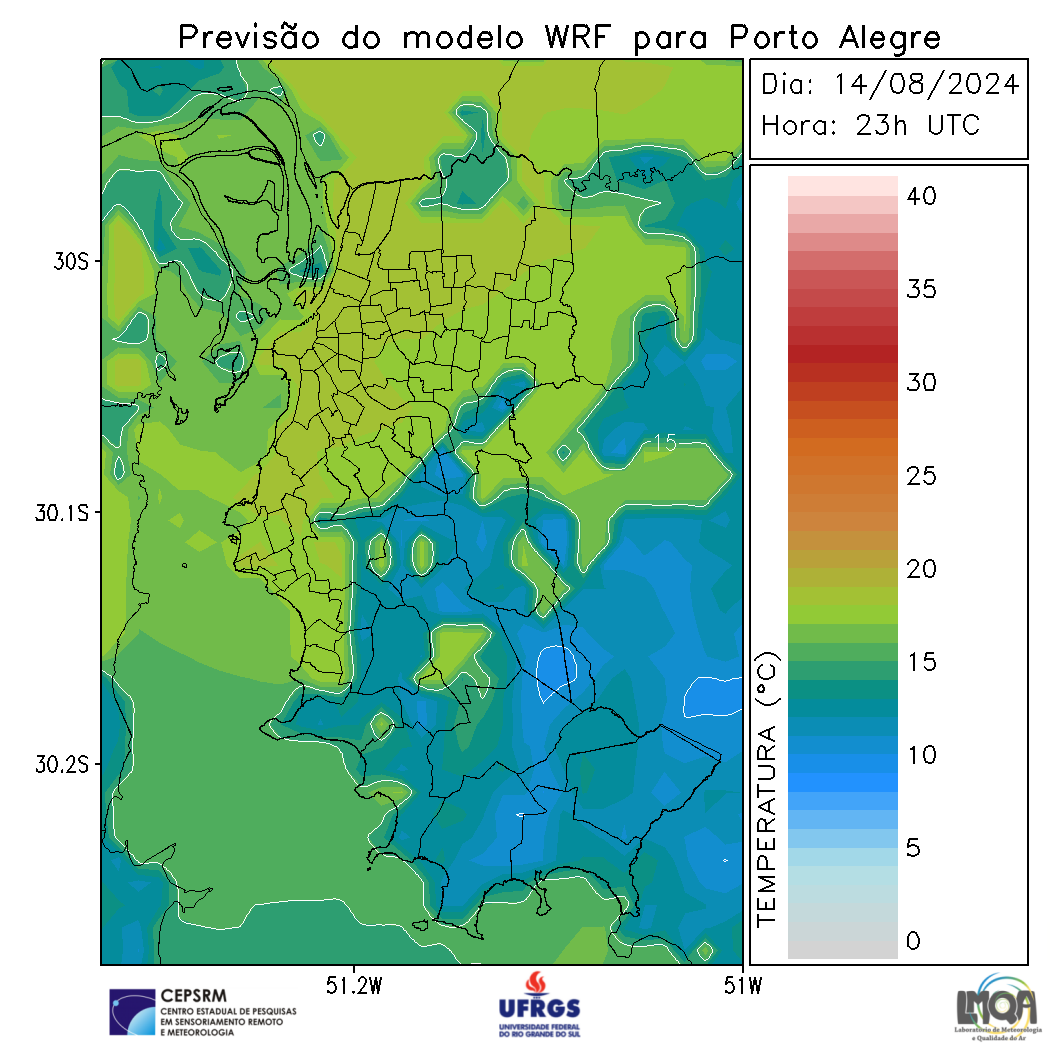 Previsão do modelo WRF para Porto Alegre
Dia: 14/08/2024
Hora: 23h UTC
30S
30.1S
30.2S
51.2W
51W
15
TEMPERATURA (°C)
40
35
30
25
20
15
10
5
0
CEPSRM
CENTRO ESTADUAL DE PESQUISAS
EM SENSORIAMENTO REMOTO
E METEOROLOGIA
UFRGS
UNIVERSIDADE FEDERAL
DO RIO GRANDE DO SUL
LMQA
Laboratório de Meteorologia
e Qualidade do Ar